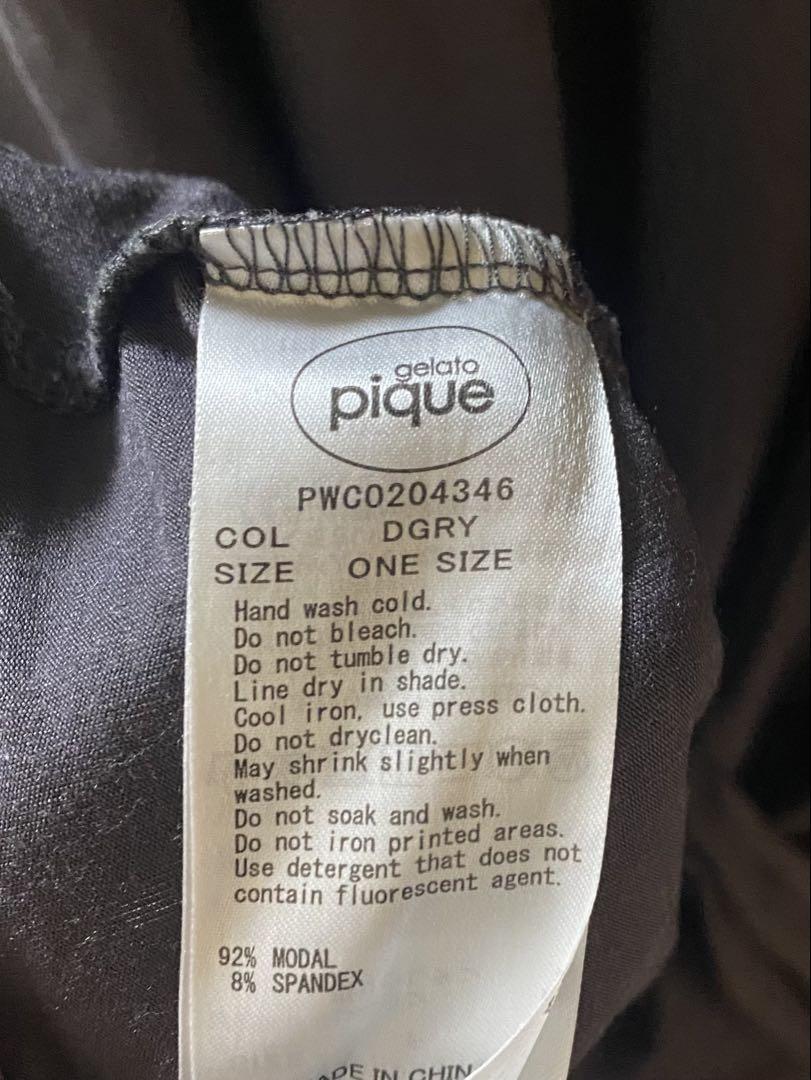 gelato
pique
PWC0204346
COL DGRY
SIZE ONE SIZE
Hand wash cold.
Do not bleach.
Do not tumble dry.
Line dry in shade.
Cool iron, use press cloth.
Do not dryclean.
May shrink slightly when
washed.
Do not soak and wash.
Do not iron printed areas.
Use detergent that does not
contain fluorescent agent.
92% MODAL
8% SPANDEX
IN